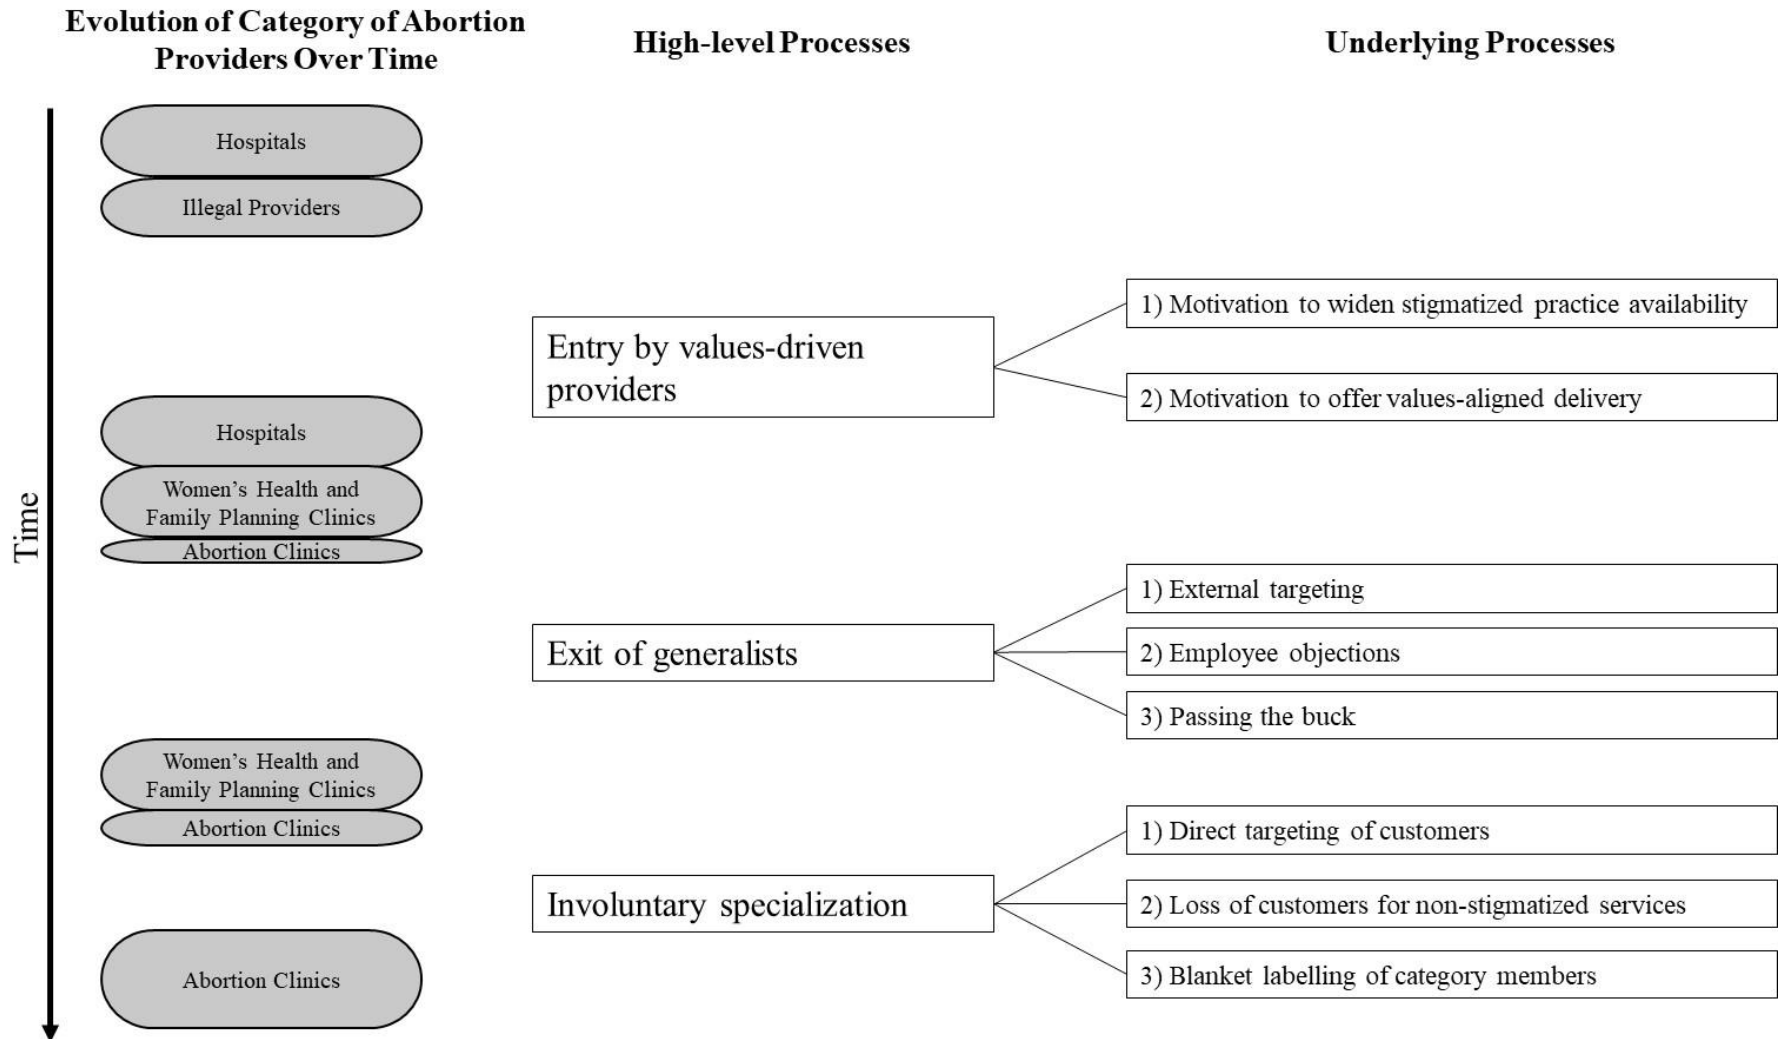 Evolution of Category of Abortion
Providers Over Time
High-level Processes
Underlying Processes
Time
Hospitals
Illegal Providers
Entry by values-driven
providers
1) Motivation to widen stigmatized practice availability
2) Motivation to offer values-aligned delivery
Hospitals
Women's Health and
Family Planning Clinics
Abortion Clinics
Exit of generalists
1) External targeting
2) Employee objections
3) Passing the buck
Women's Health and
Family Planning Clinics
Abortion Clinics
Involuntary specialization
1) Direct targeting of customers
2) Loss of customers for non-stigmatized services
3) Blanket labelling of category members
Abortion Clinics